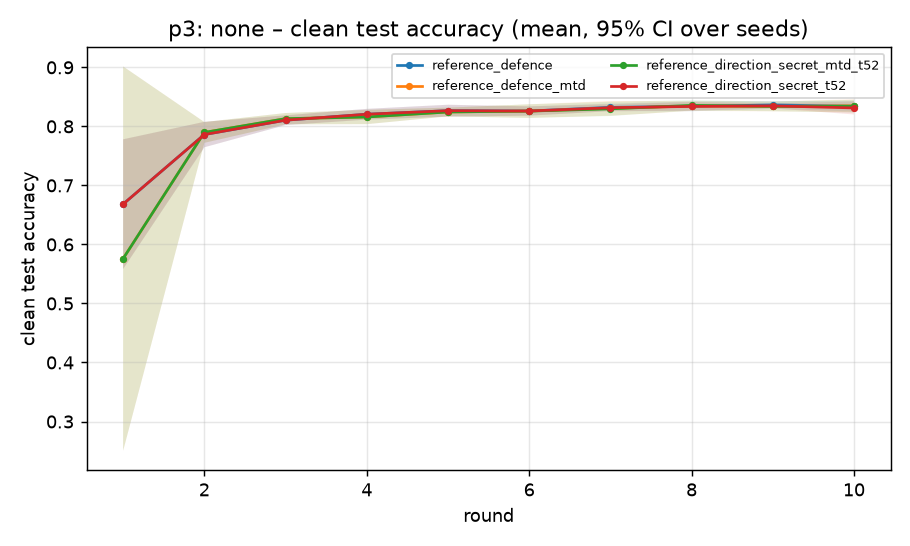 p3: none – clean test accuracy (mean, 95% CI over seeds)
reference_defence
reference_defence_mtd
reference_direction_secret_mtd_t52
reference_direction_secret_t52
clean test accuracy
0.9
0.8
0.7
0.6
0.5
0.4
0.3
2 4 6 8 10
round